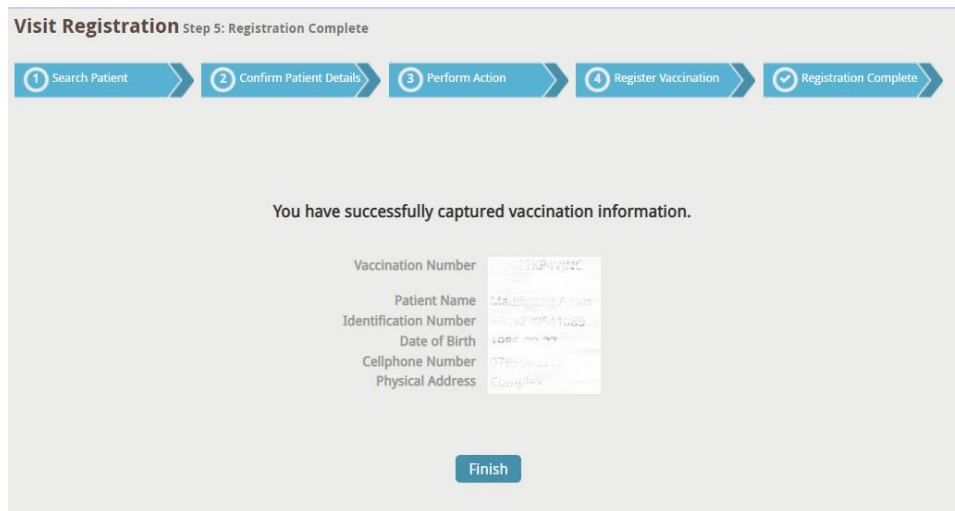 Visit Registration Step 5: Registration Complete
1 Search Patient 2 Confirm Patient Details 3 Perform Action 4 Register Vaccination Registration Complete
You have successfully captured vaccination information.
Vaccination Number
Patient Name
Identification Number
Date of Birth
Cellphone Number
Physical Address Complex
Finish